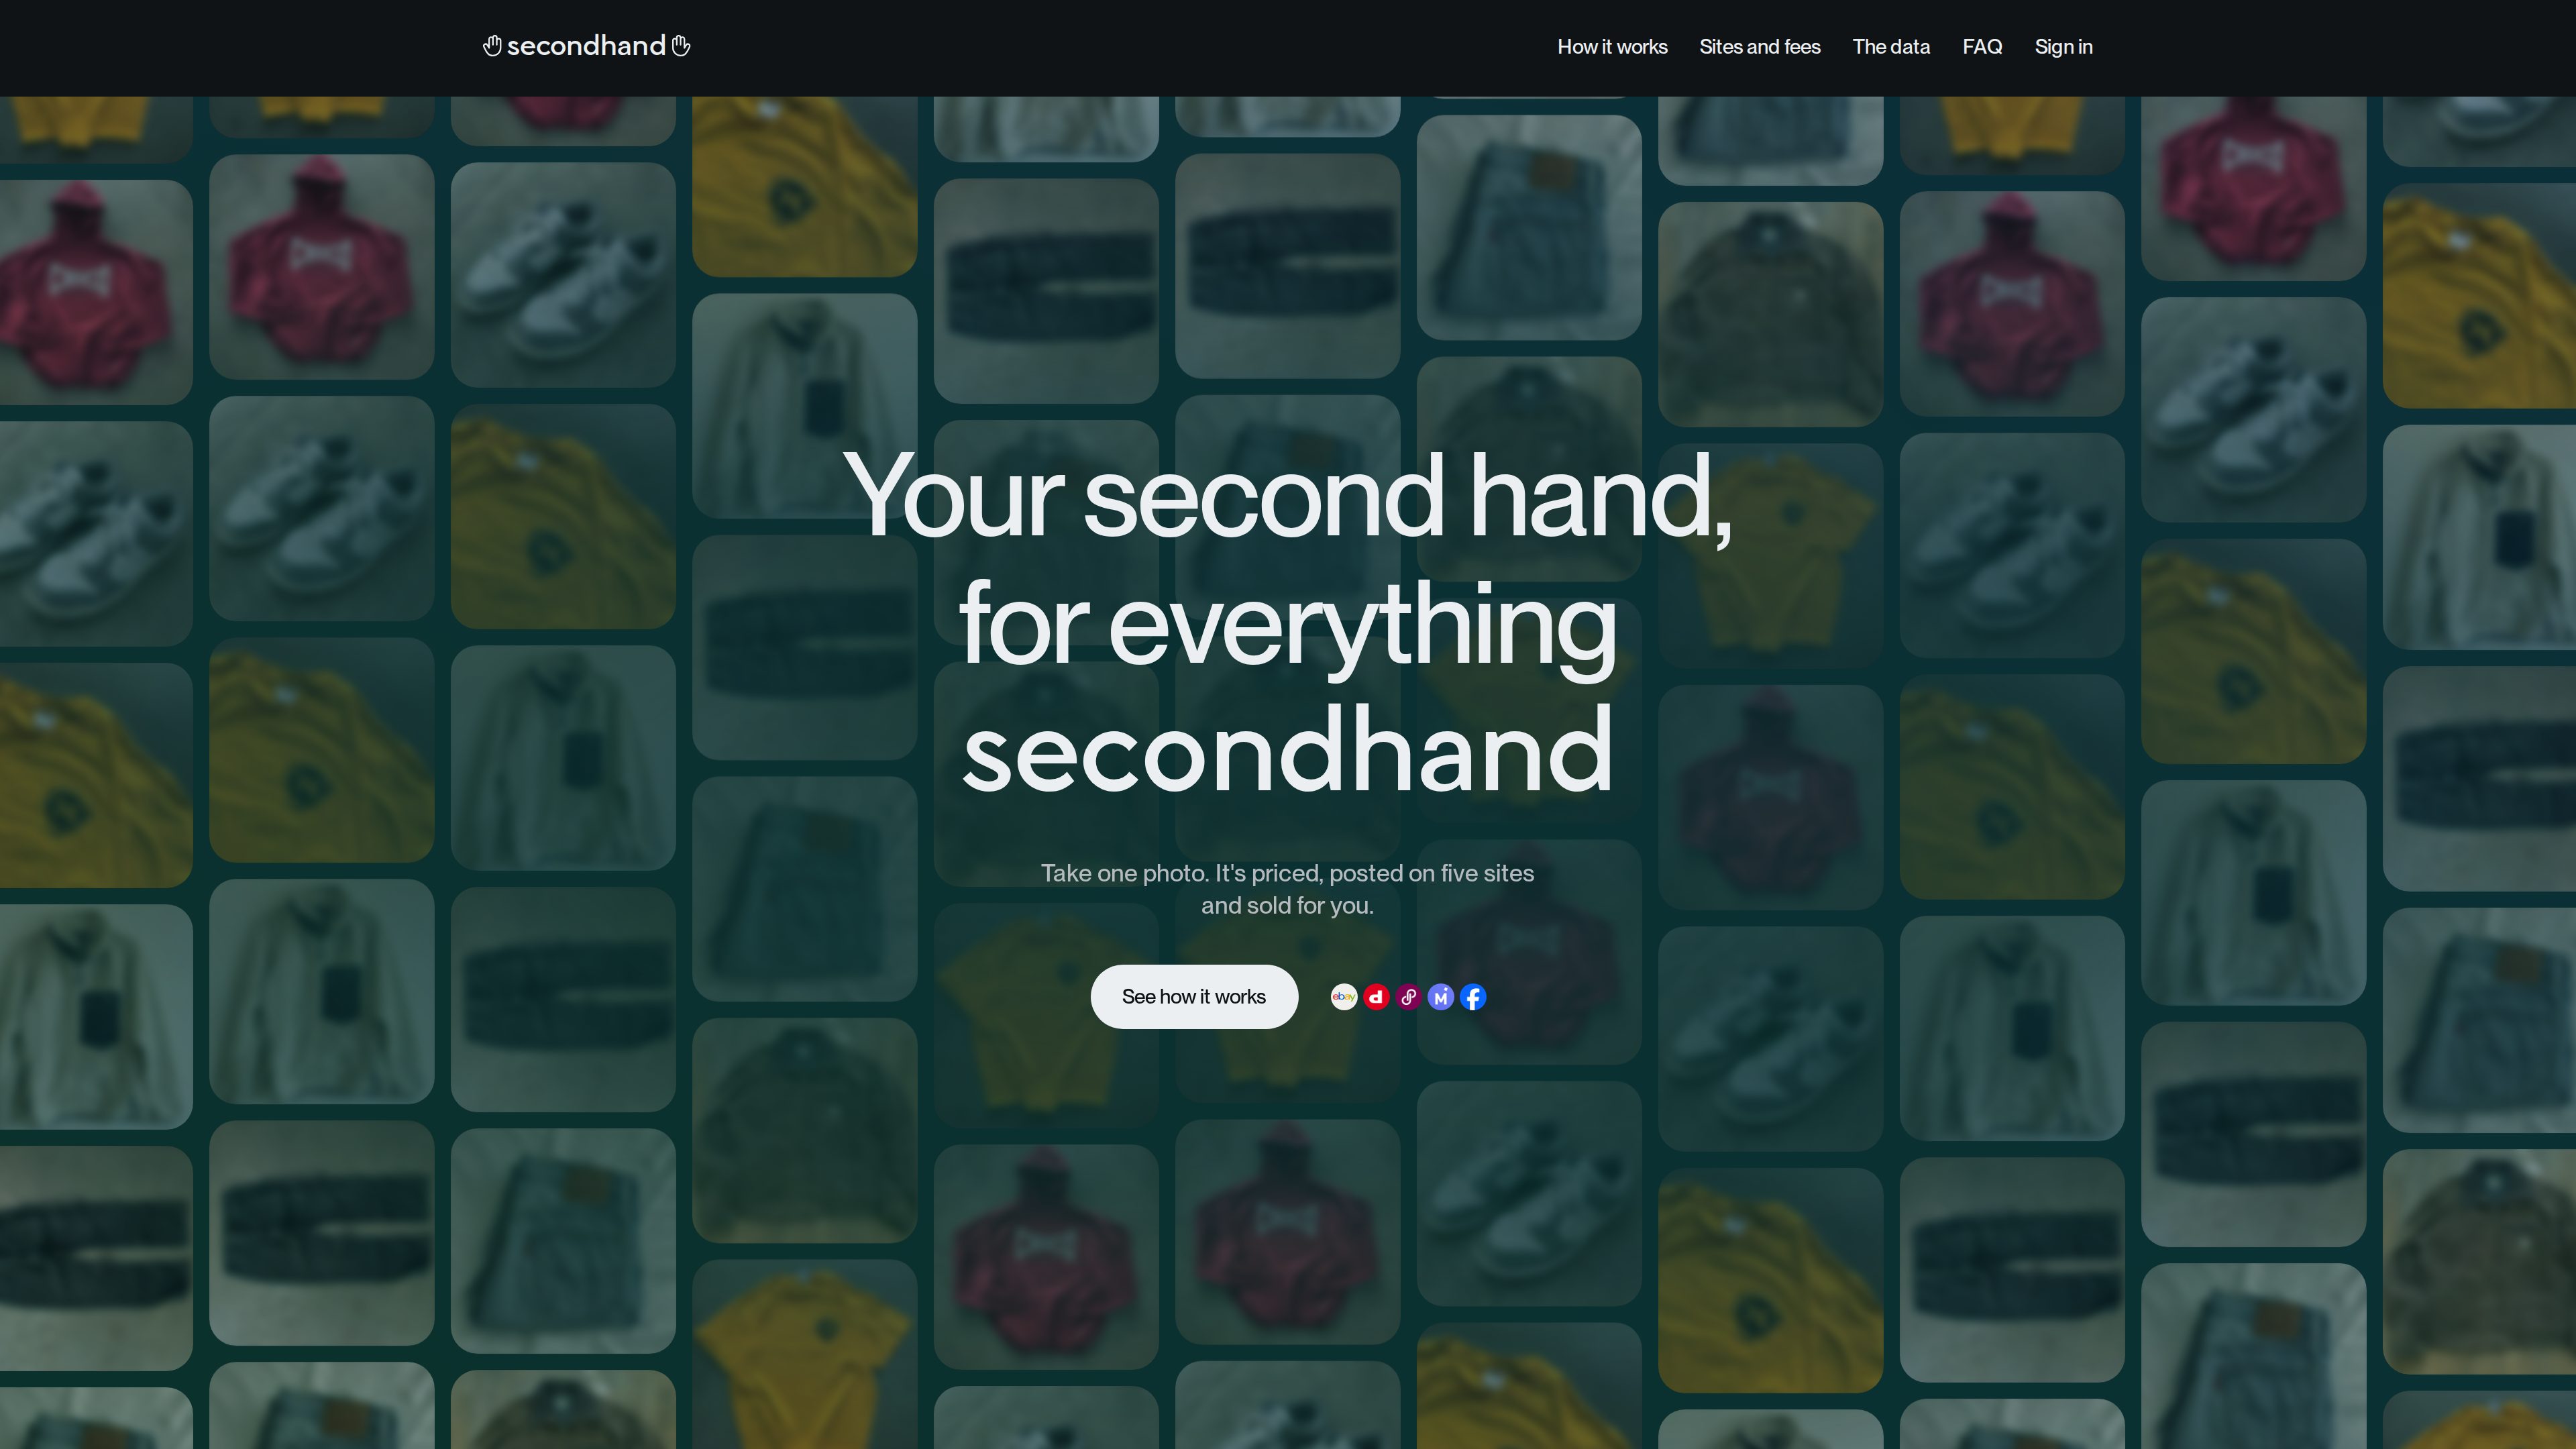 secondhand
How it works
Sites and fees
The data
FAQ
Sign in
Your second hand,
for everything
secondhand
Take one photo. It's priced, posted on five sites
and sold for you.
See how it works
ebay